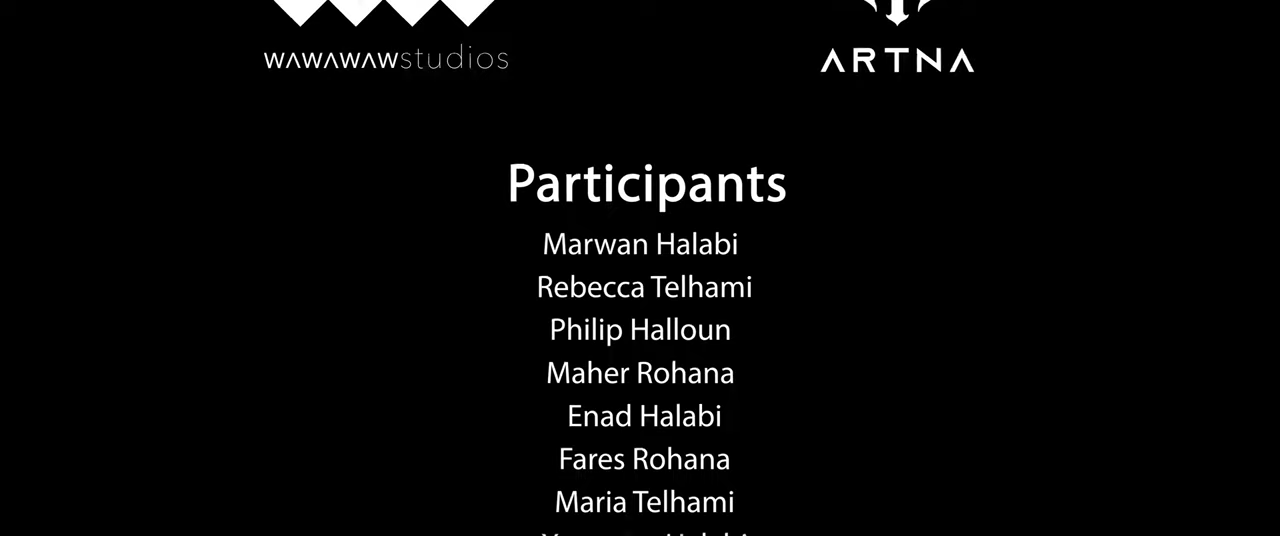 WAWAWAWstudios
ARTNA
Participants
Marwan Halabi
Rebecca Telhami
Philip Halloun
Maher Rohana
Enad Halabi
Fares Rohana
Maria Telhami